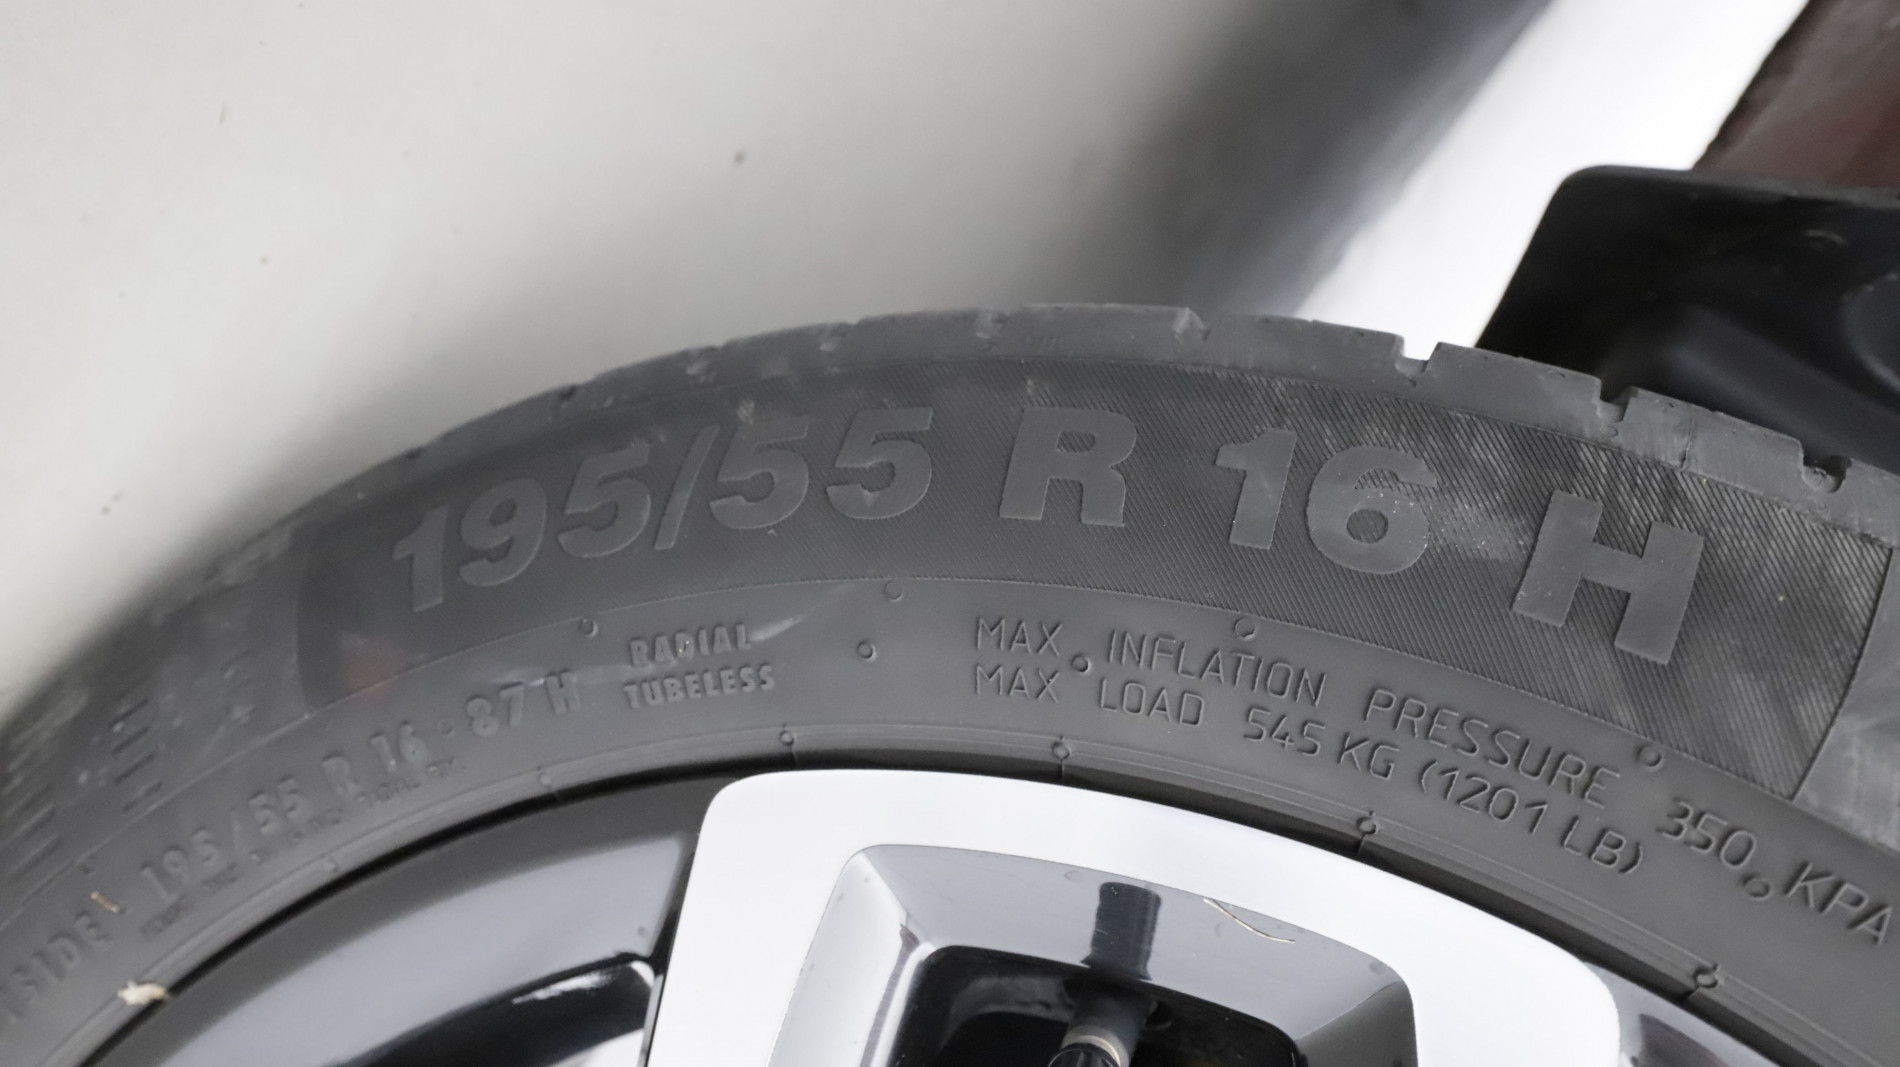 195/55 R 16 H
RADIAL
TUBELESS
MAX. INFLATION PRESSURE 350 KPA
MAX LOAD 545 KG (1201 LB)
195/55 R 16 87 H